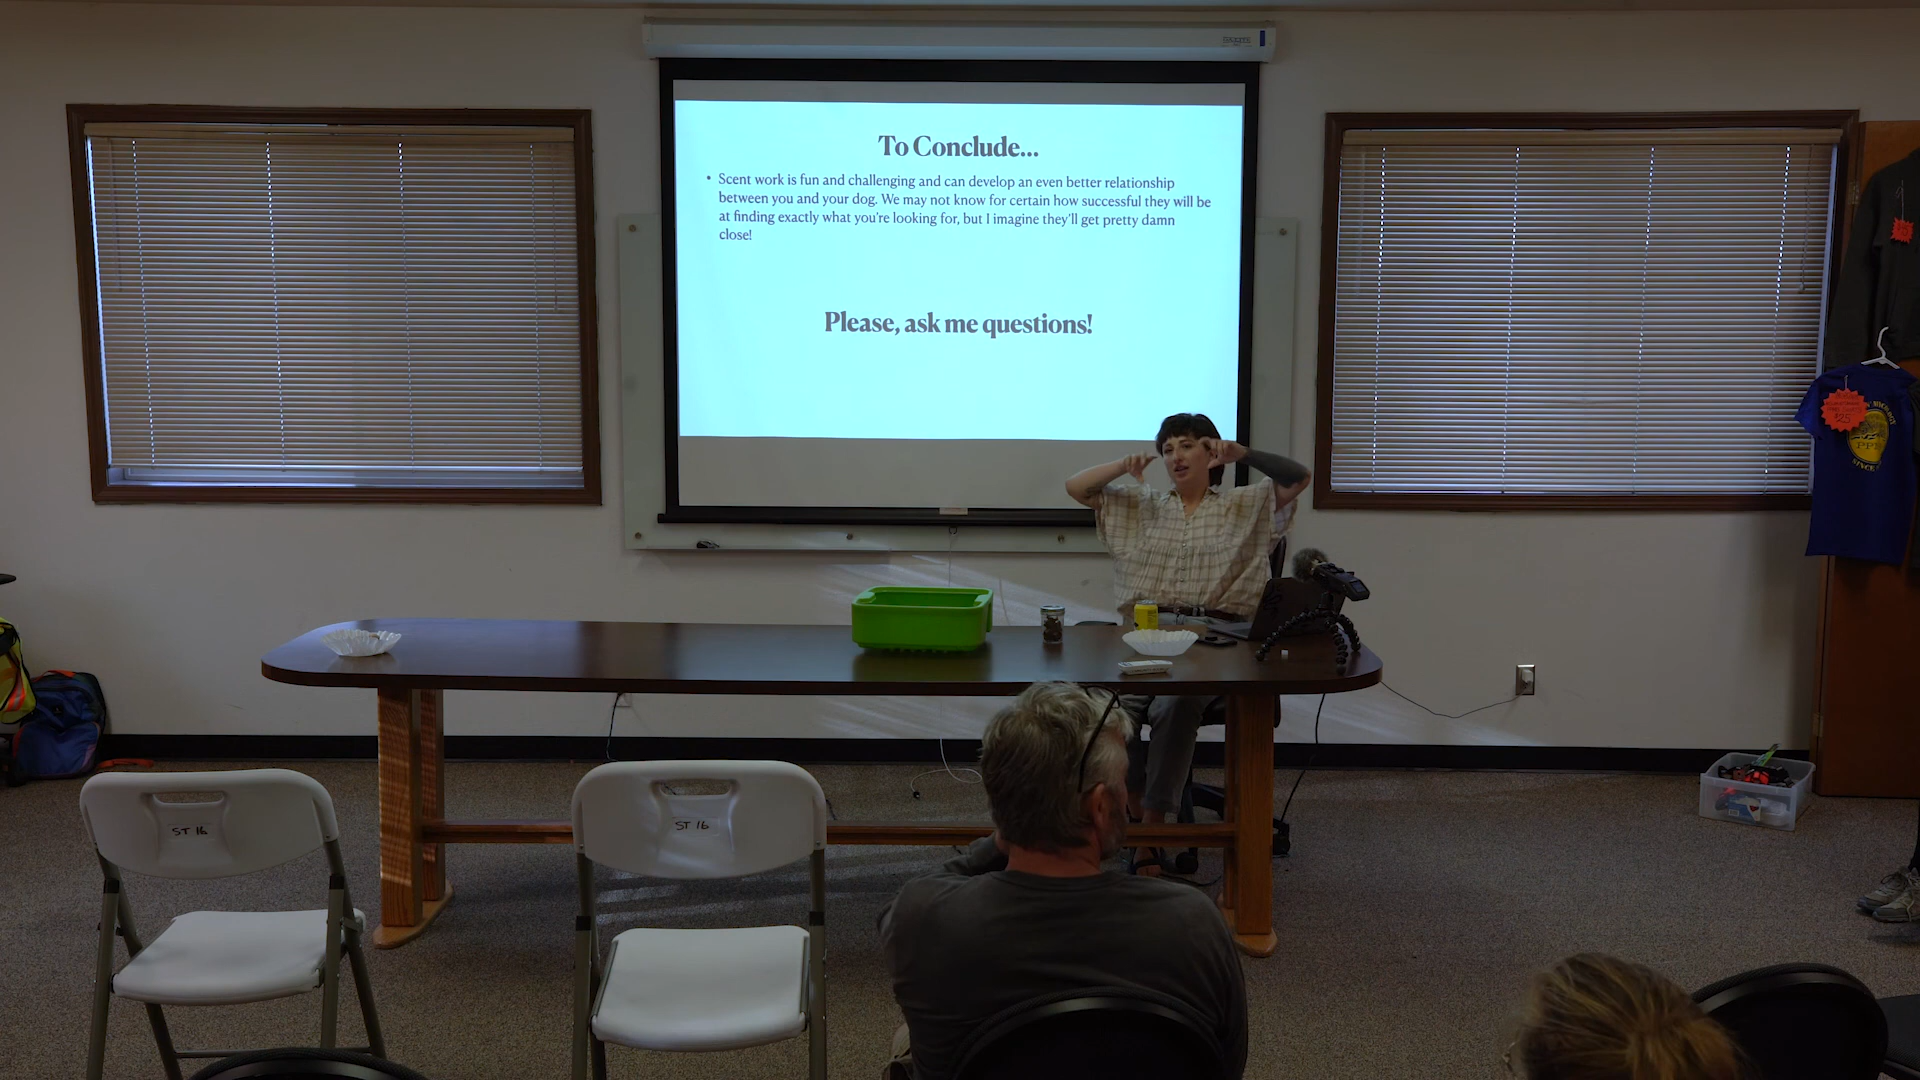 To Conclude...
• Scent work is fun and challenging and can develop an even better relationship
between you and your dog. We may not know for certain how successful they will be
at finding exactly what you're looking for, but I imagine they'll get pretty damn
close!
Please, ask me questions!
$25
SINCE
ST 16
ST 16